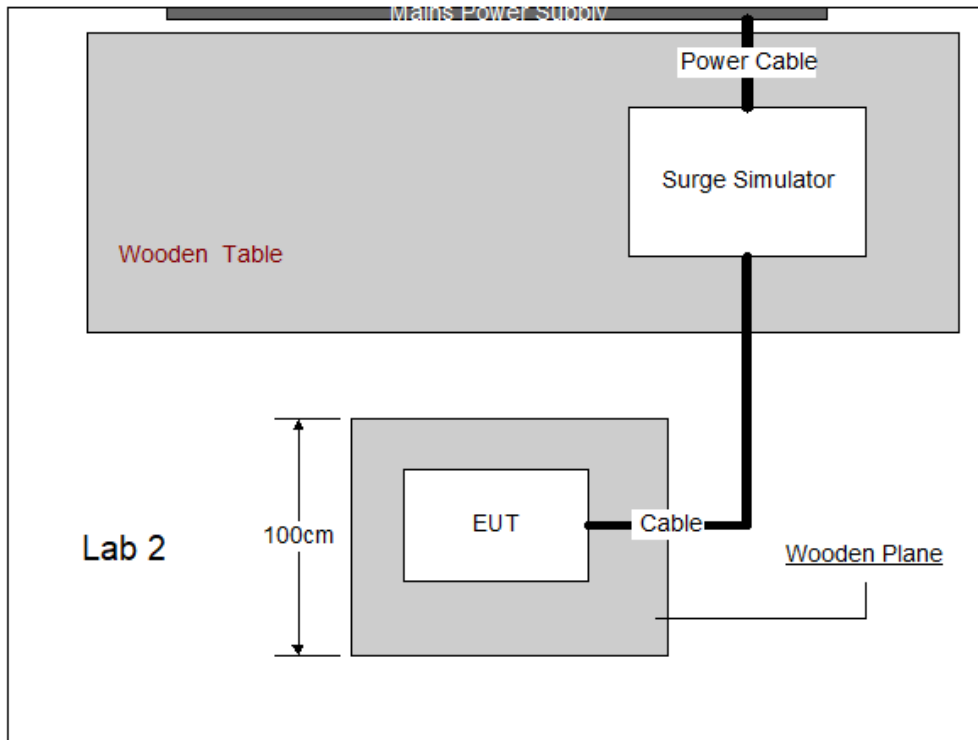 Mains Power Supply
Power Cable
Surge Simulator
Wooden Table
EUT
Cable
100cm
Lab 2
Wooden Plane